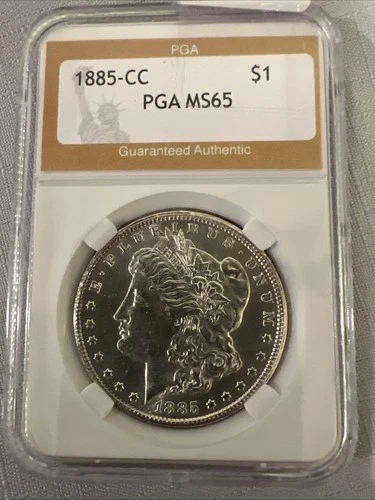 PGA
1885-CC $1
PGA MS65
Guaranteed Authentic
E·PLURIBUS·UNUM
1885